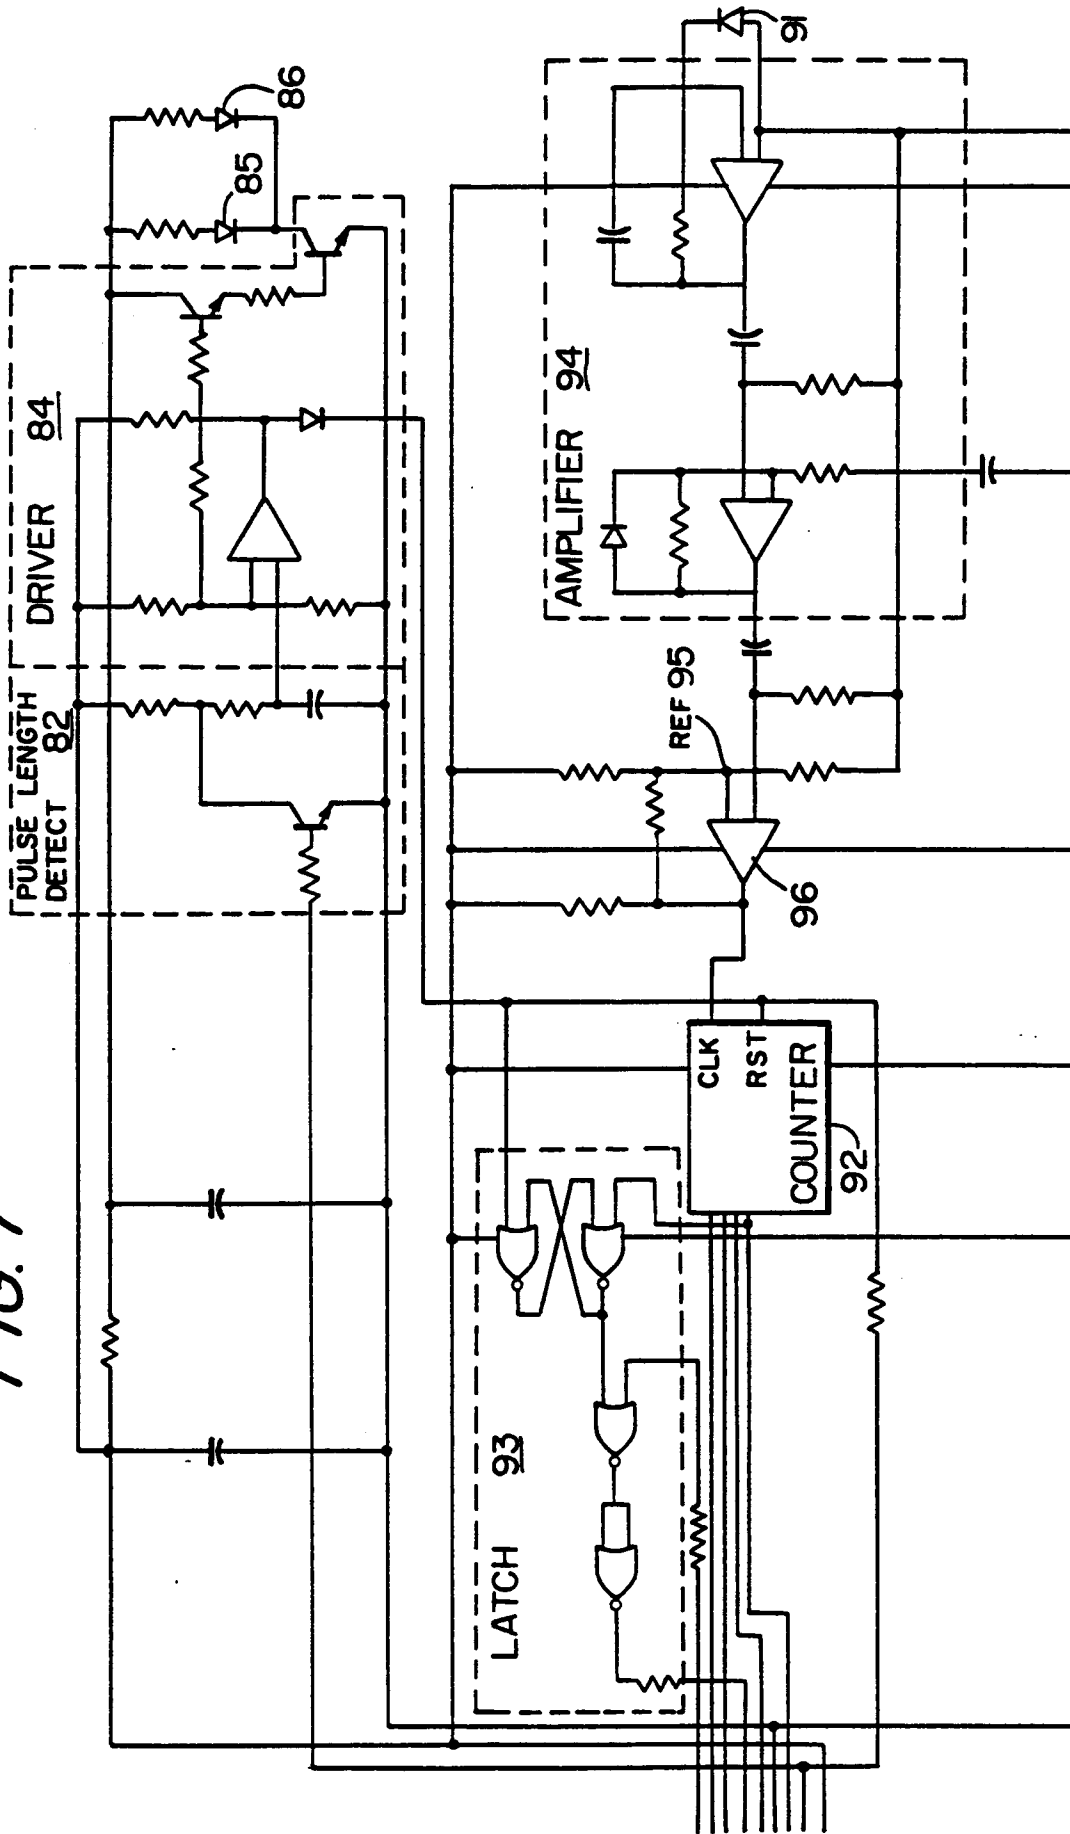 FIG. 7
PULSE LENGTH
DETECT 82
DRIVER 84
85
86
LATCH 93
CLK
RST
COUNTER
92
96
REF 95
AMPLIFIER 94
91